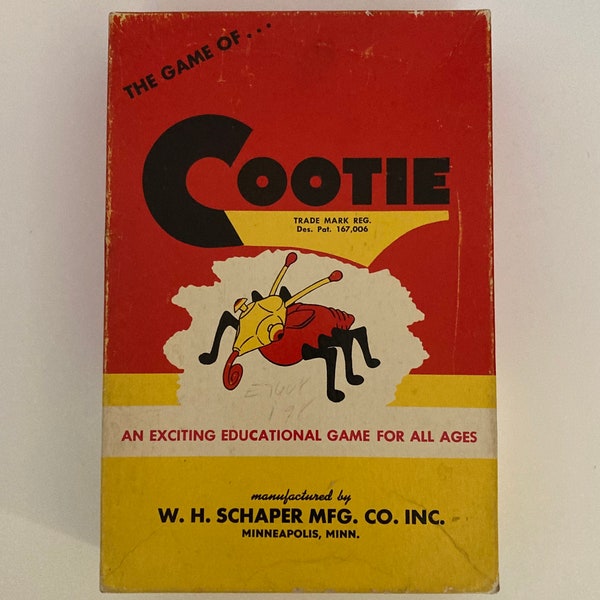 THE GAME OF...
COOTIE
TRADE MARK REG.
Des. Pat. 167,006
AN EXCITING EDUCATIONAL GAME FOR ALL AGES
manufactured by
W. H. SCHAPER MFG. CO. INC.
MINNEAPOLIS, MINN.